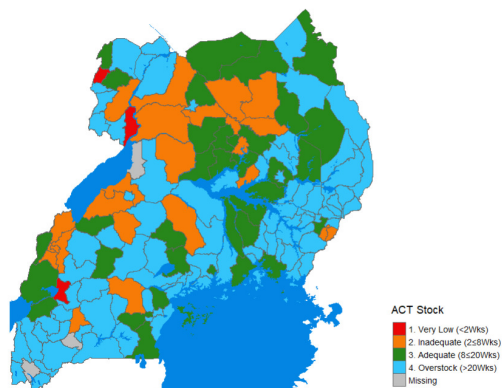 ACT Stock
1. Very Low (<2Wks)
2. Inadequate (2≤8Wks)
3. Adequate (8≤20Wks)
4. Overstock (>20Wks)
Missing